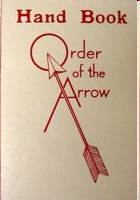 Hand Book
Order
of the
Arrow